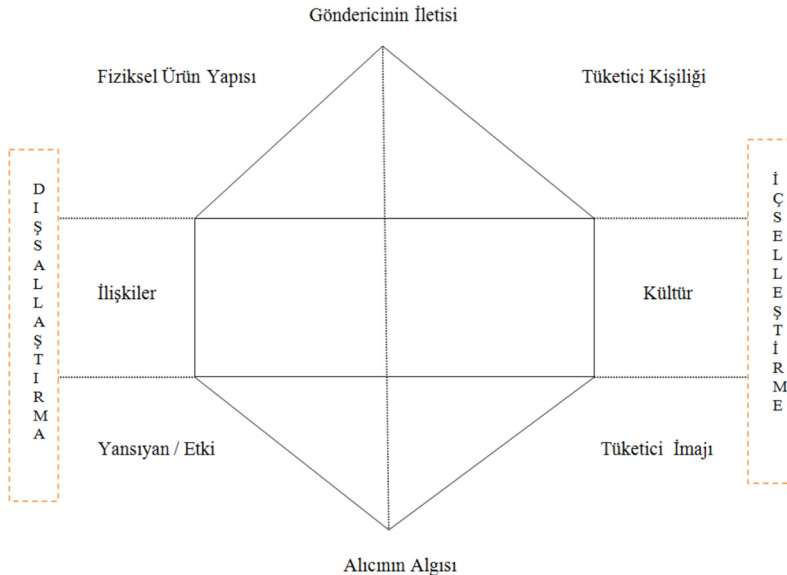 Göndericinin İletisi
Fiziksel Ürün Yapısı
Tüketici Kişiliği
DIŞSALLAŞTIRMA
İÇSELLEŞTİRME
İlişkiler
Kültür
Yansıyan / Etki
Tüketici İmajı
Alıcının Algısı